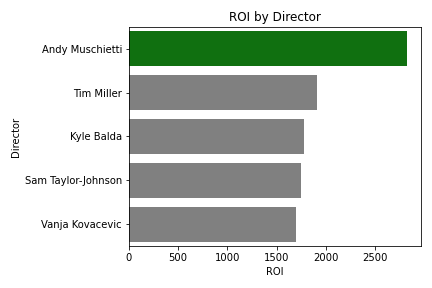 ROI by Director
Director
Andy Muschietti
Tim Miller
Kyle Balda
Sam Taylor-Johnson
Vanja Kovacevic
0 500 1000 1500 2000 2500
ROI